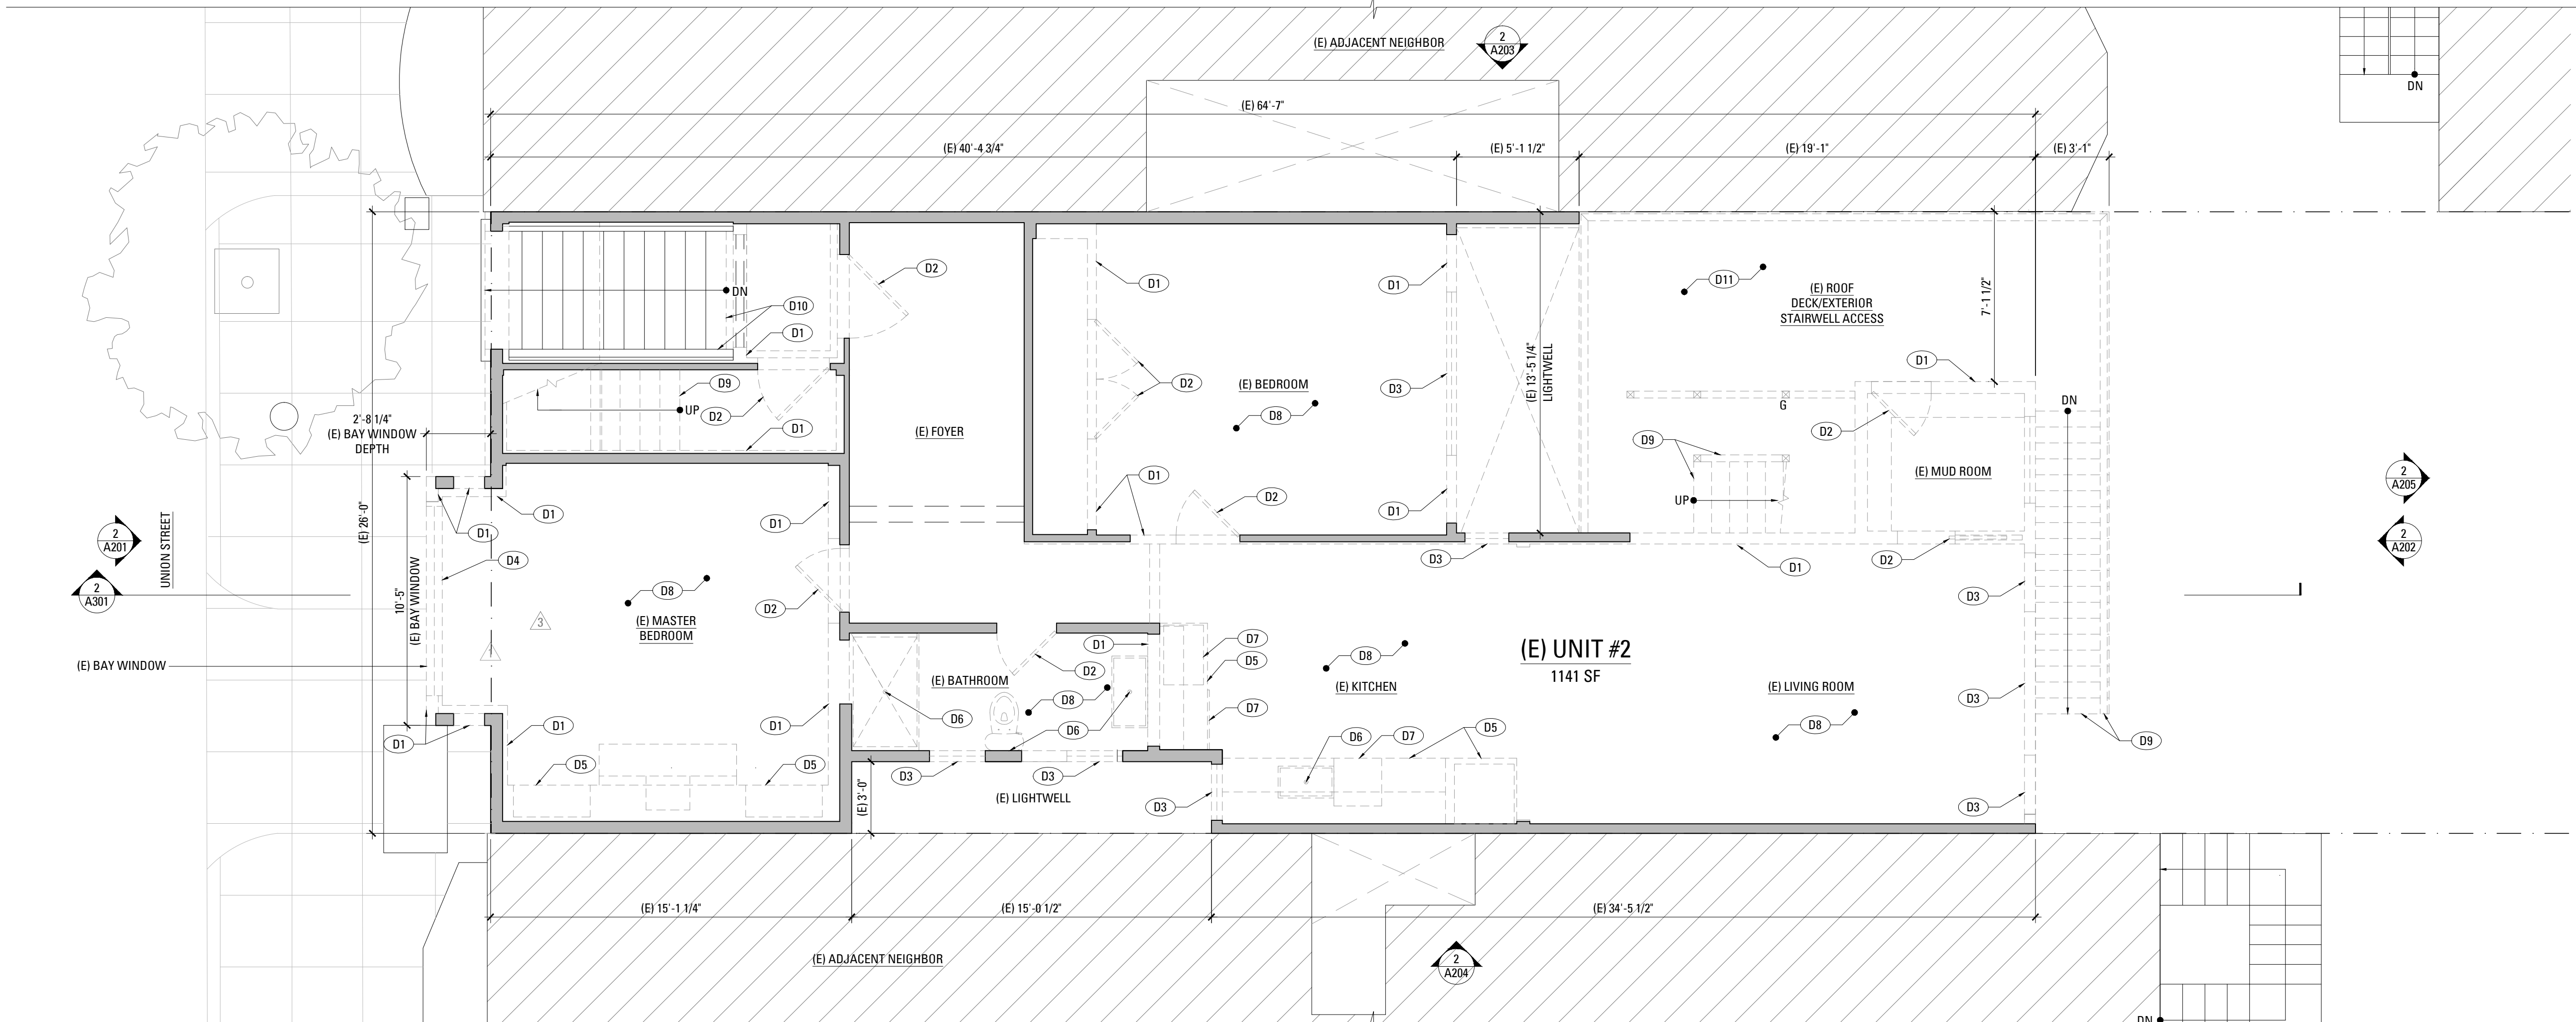 (E) ADJACENT NEIGHBOR
2
A203
DN
(E) 64'-7"
(E) 40'-4 3/4"
(E) 5'-1 1/2"
(E) 19'-1"
(E) 3'-1"
D2
DN
D10
D1
D9
UP
D2
D1
2'-8 1/4"
(E) BAY WINDOW
DEPTH
(E) FOYER
D1
D2
(E) BEDROOM
D8
D1
D2
D1
D3
D1
(E) 13'-5 1/4"
LIGHTWELL
D11
(E) ROOF
DECK/EXTERIOR
STAIRWELL ACCESS
7'-1 1/2"
D1
G
D2
D9
UP
(E) MUD ROOM
DN
D3
D1
D2
D3
D3
D3
D9
2
A205
2
A202
2
A201
2
A301
UNION STREET
(E) 26'-0"
10'-5"
(E) BAY WINDOW
(E) BAY WINDOW
D1
D1
D4
D1
D8
(E) MASTER
BEDROOM
3
D2
D1
D1
D1
D5
D5
D1
D2
(E) BATHROOM
D8
D6
D6
D7
D5
D7
D3
D3
(E) 3'-0"
(E) LIGHTWELL
D8
(E) KITCHEN
D6
D7
D5
D3
(E) UNIT #2
1141 SF
(E) LIVING ROOM
D8
(E) 15'-1 1/4"
(E) 15'-0 1/2"
(E) 34'-5 1/2"
(E) ADJACENT NEIGHBOR
2
A204
DN